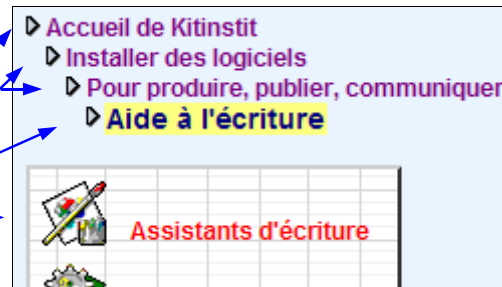 Accueil de Kitinstit
Installer des logiciels
Pour produire, publier, communiquer
Aide à l'écriture
Assistants d'écriture